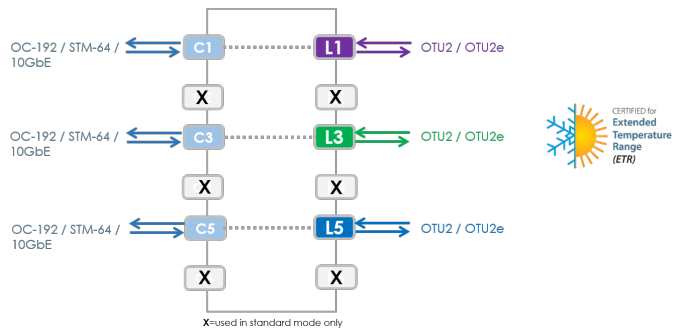 OC-192 / STM-64 /
10GbE
C1
L1
OTU2 / OTU2e
X
X
OC-192 / STM-64 /
10GbE
C3
L3
OTU2 / OTU2e
X
X
OC-192 / STM-64 /
10GbE
C5
L5
OTU2 / OTU2e
X
X
X=used in standard mode only
CERTIFIED for
Extended
Temperature
Range
(ETR)